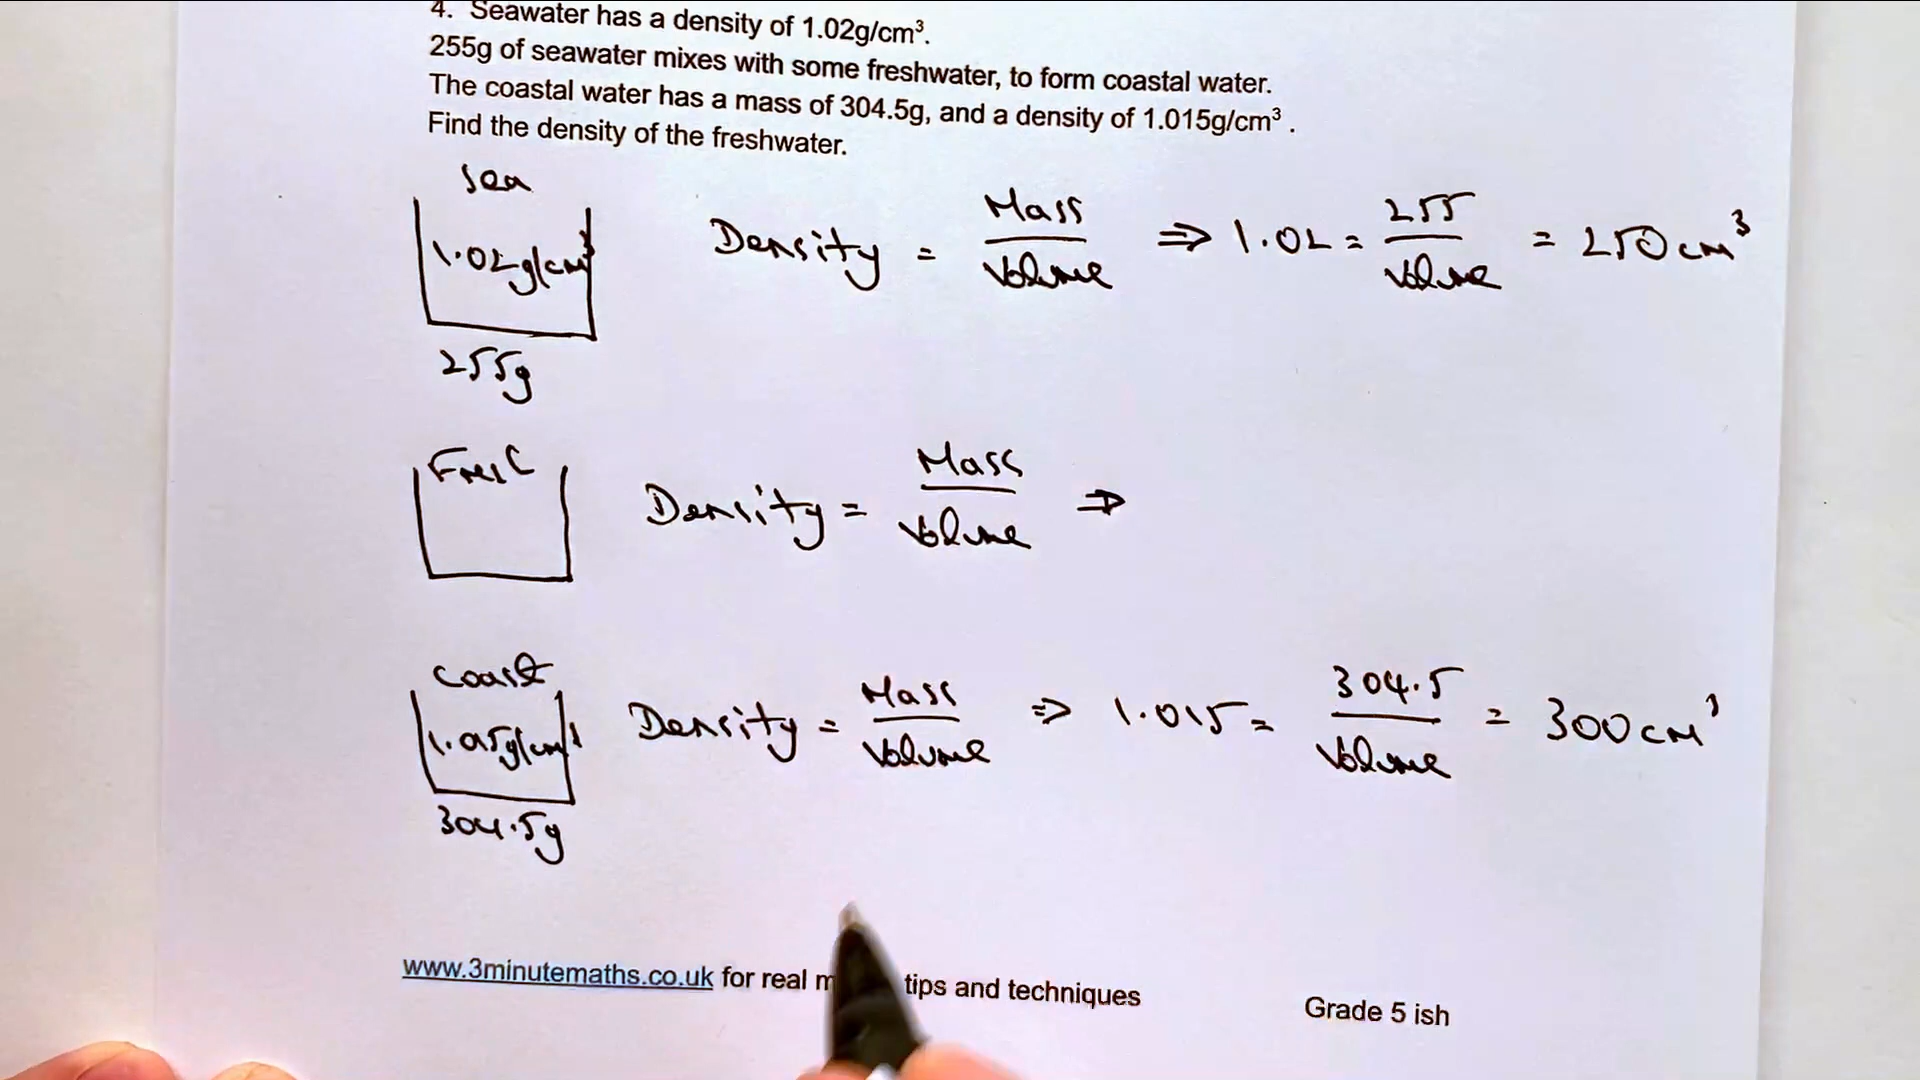 4. Seawater has a density of 1.02g/cm³.
255g of seawater mixes with some freshwater, to form coastal water.
The coastal water has a mass of 304.5g, and a density of 1.015g/cm³ .
Find the density of the freshwater.
Sea
1.02g/cm³
255g
Density = Mass / Volume ⇒ 1.02 = 255 / Volume = 250cm³
Density = Mass / Volume ⇒
Coast
304.5g
Density = Mass / Volume ⇒ 1.015 = 304.5 / Volume = 300cm³
www.3minutemaths.co.uk for real m tips and techniques
Grade 5 ish